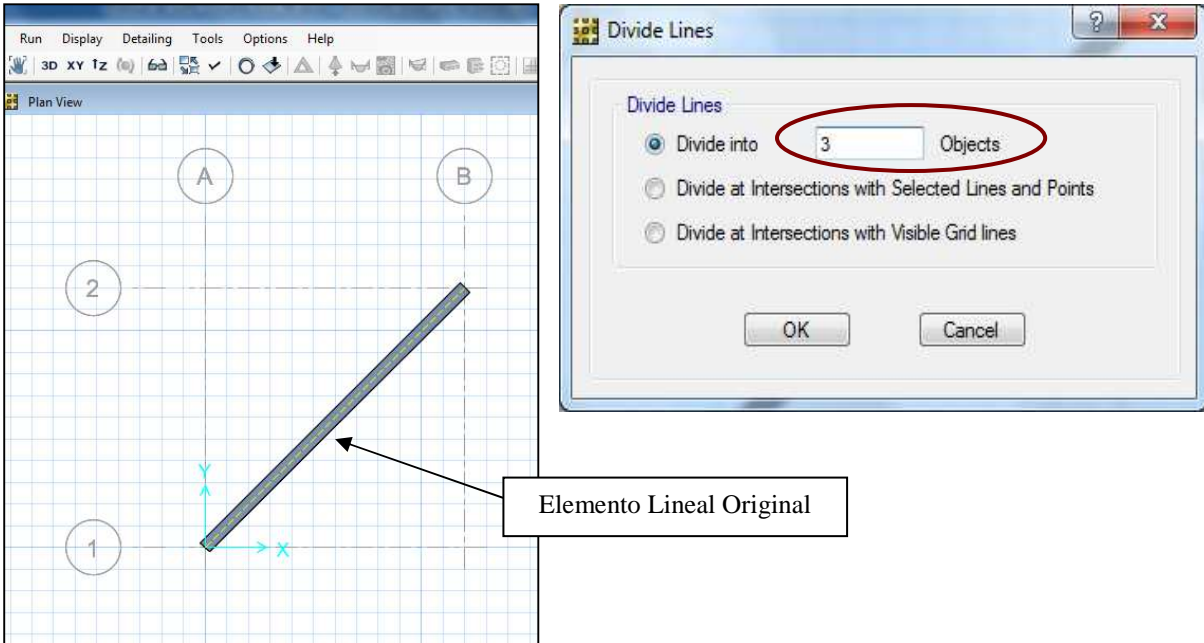 Run Display Detailing Tools Options Help
3D XY
Plan View
A
B
2
Y
1
X
Divide Lines
Divide Lines
Divide into 3 Objects
Divide at Intersections with Selected Lines and Points
Divide at Intersections with Visible Grid lines
OK Cancel
Elemento Lineal Original